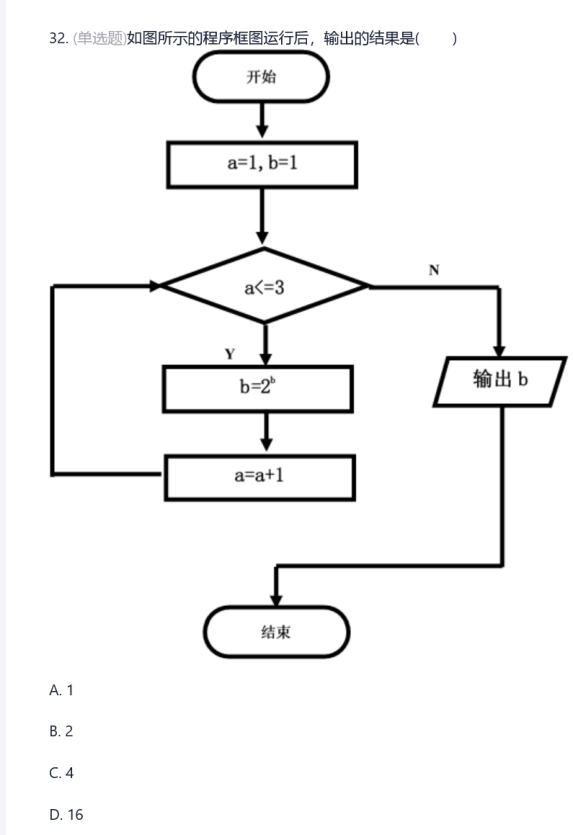 32. (单选题)如图所示的程序框图运行后，输出的结果是(　　)
开始
a=1, b=1
a<=3
N
Y
b=2ᵇ
输出 b
a=a+1
结束
A. 1
B. 2
C. 4
D. 16